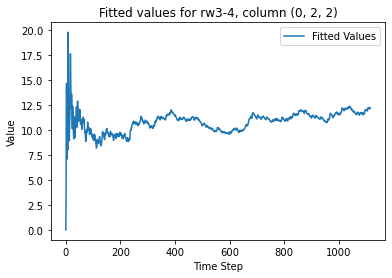 Fitted values for rw3-4, column (0, 2, 2)
Fitted Values
20.0
17.5
15.0
12.5
10.0
7.5
5.0
2.5
0.0
Value
0 200 400 600 800 1000
Time Step